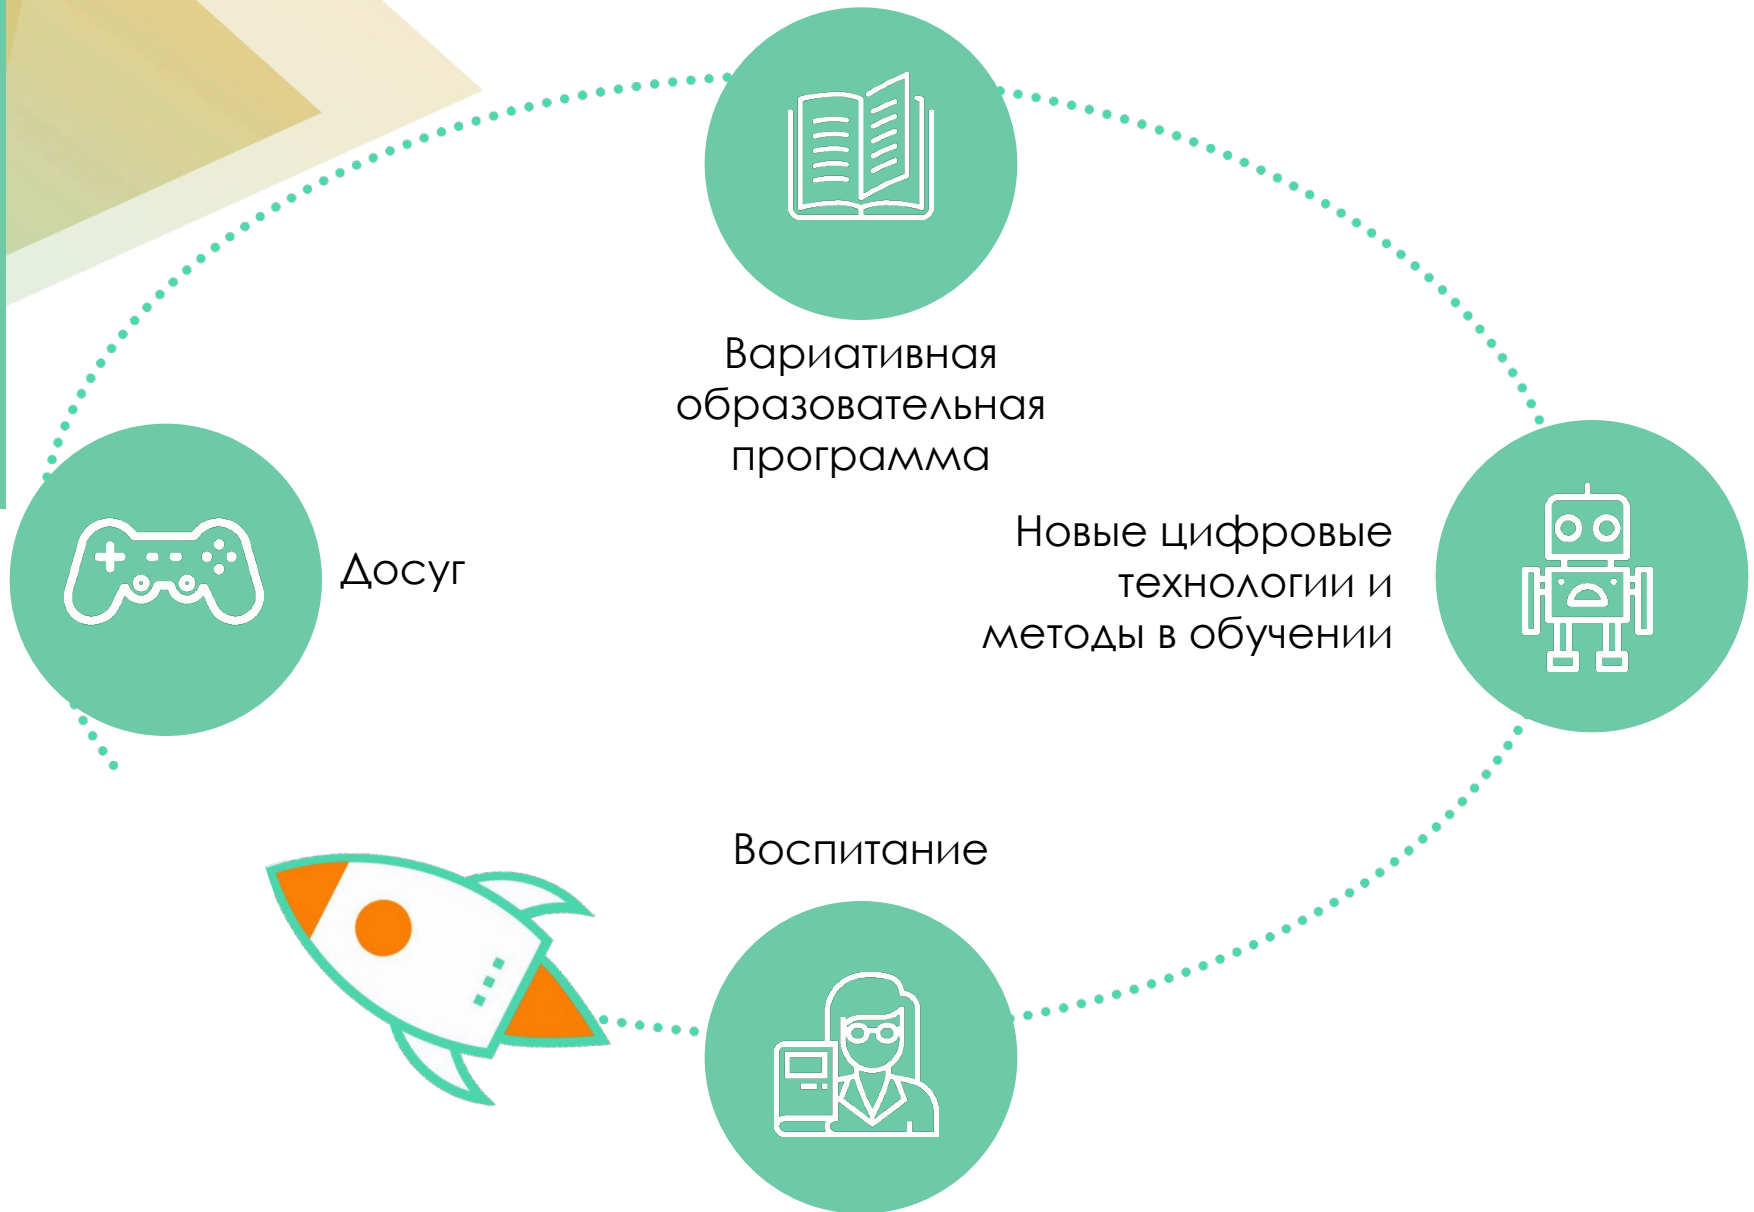 Вариативная
образовательная
программа
Досуг
Новые цифровые
технологии и
методы в обучении
Воспитание